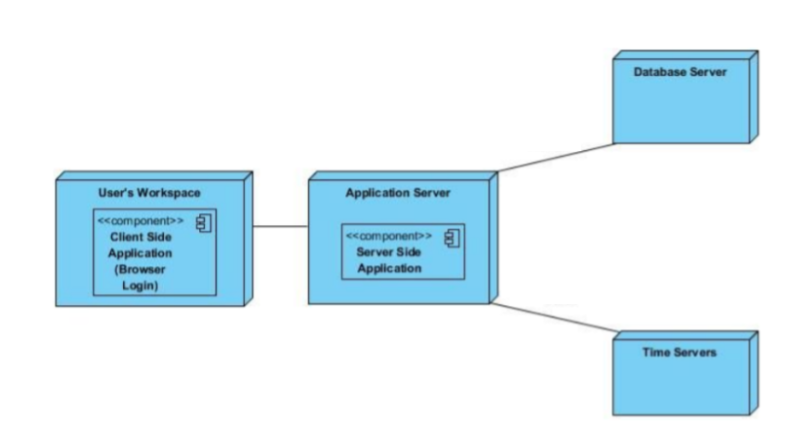 Database Server
User's Workspace
<<component>>
Client Side
Application
(Browser
Login)
Application Server
<<component>>
Server Side
Application
Time Servers